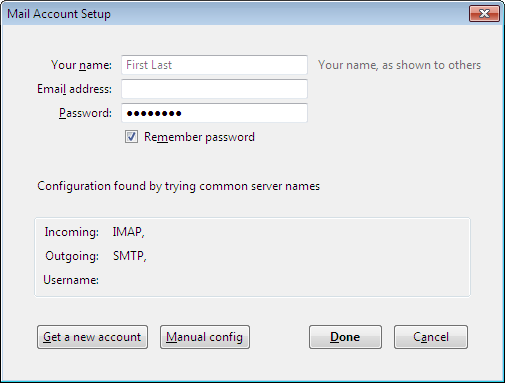 Mail Account Setup
Your name: First Last Your name, as shown to others
Email address:
Password: ●●●●●●●●
Remember password
Configuration found by trying common server names
Incoming: IMAP,
Outgoing: SMTP,
Username:
Get a new account Manual config Done Cancel